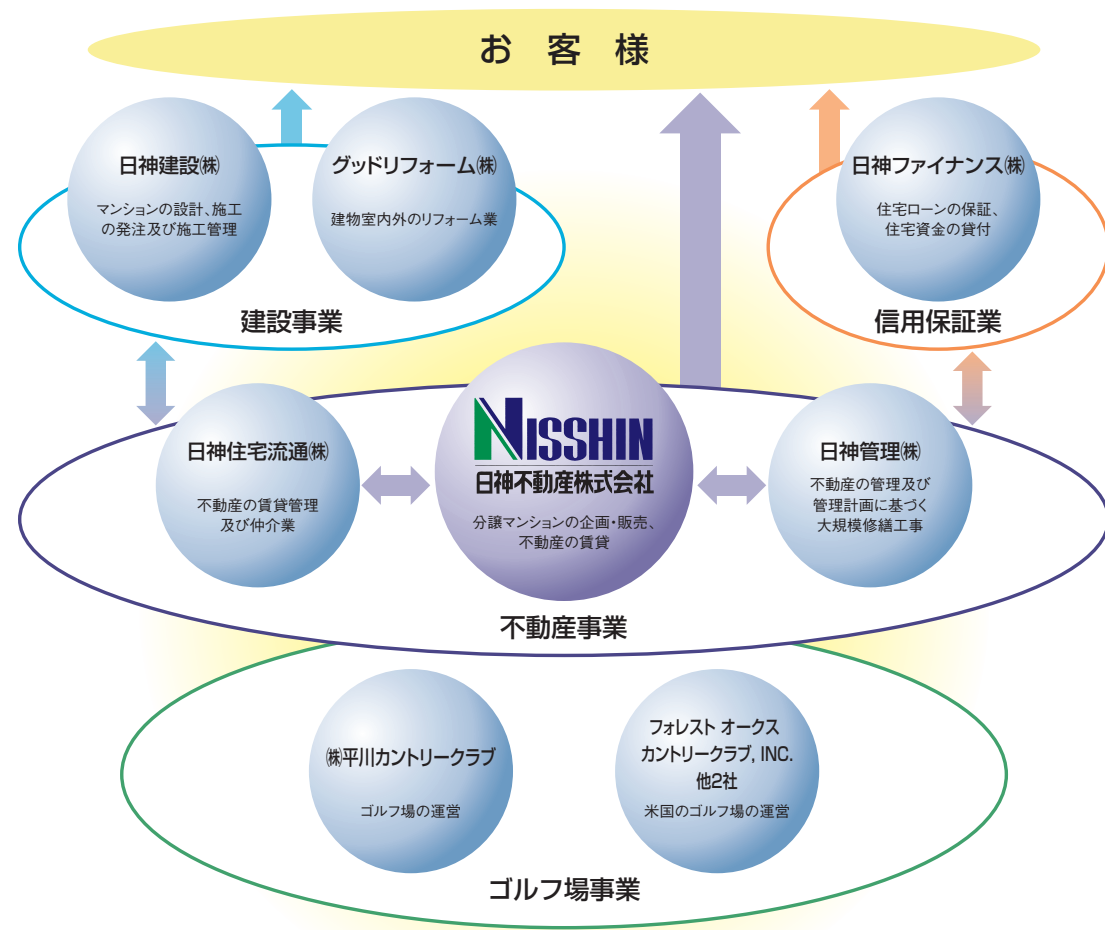 お客様
日神建設㈱
マンションの設計、施工
の発注及び施工管理
グッドリフォーム㈱
建物室内外のリフォーム業
建設事業
日神ファイナンス㈱
住宅ローンの保証、
住宅資金の貸付
信用保証業
日神住宅流通㈱
不動産の賃貸管理
及び仲介業
NISSHIN
日神不動産株式会社
分譲マンションの企画・販売、
不動産の賃貸
日神管理㈱
不動産の管理及び
管理計画に基づく
大規模修繕工事
不動産事業
㈱平川カントリークラブ
ゴルフ場の運営
フォレスト オークス
カントリークラブ, INC.
他2社
米国のゴルフ場の運営
ゴルフ場事業